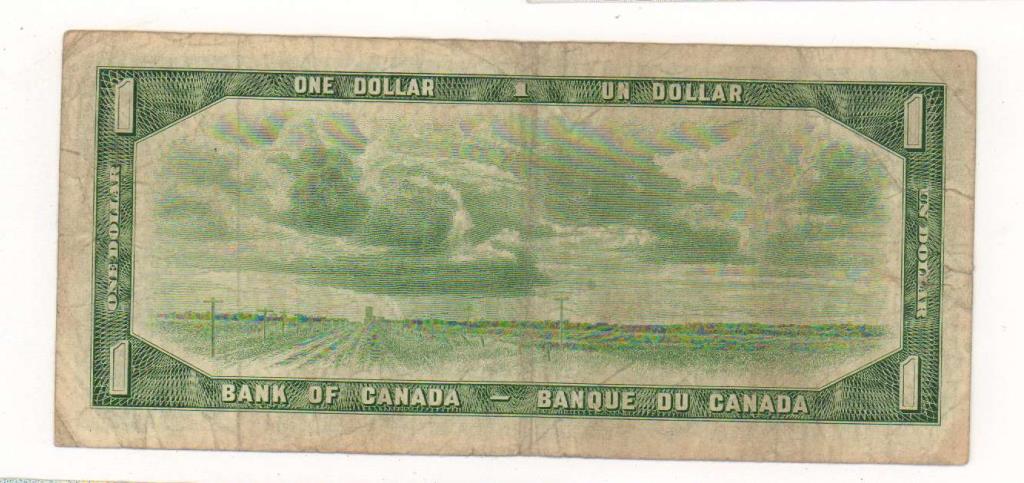 ONE DOLLAR 1 UN DOLLAR
1 1
ONE DOLLAR UN DOLLAR
1 1
BANK OF CANADA – BANQUE DU CANADA